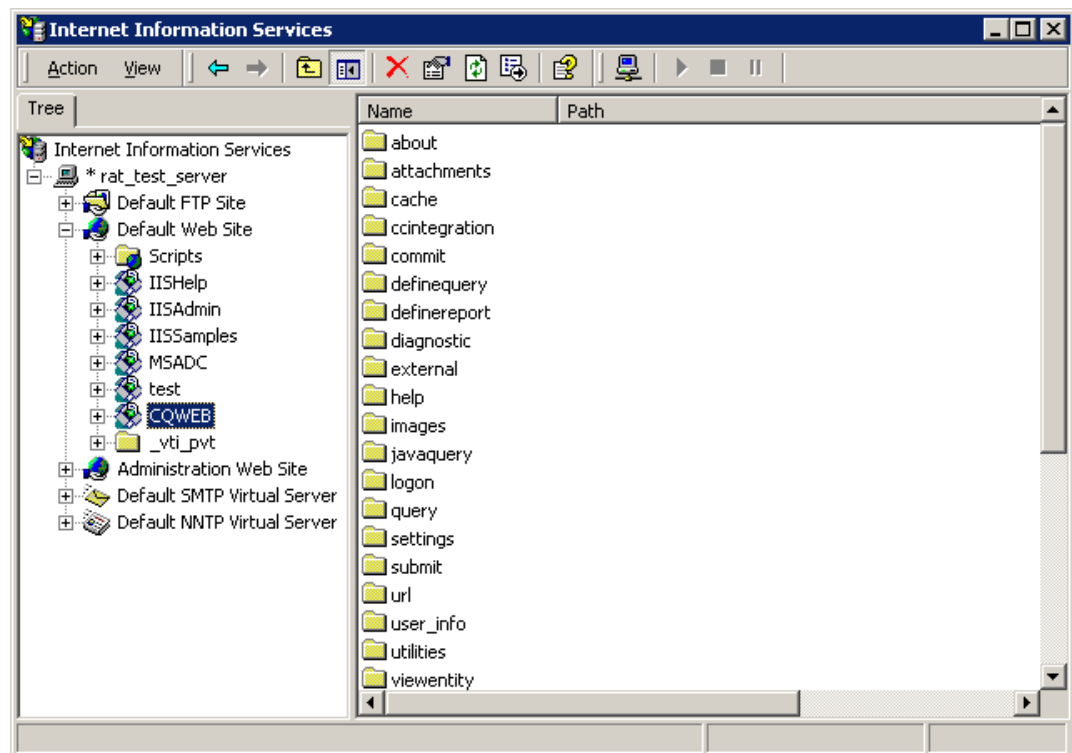 Internet Information Services
Action View
Tree
Name Path
Internet Information Services
* rat_test_server
Default FTP Site
Default Web Site
Scripts
IISHelp
IISAdmin
IISSamples
MSADC
test
CQWEB
_vti_pvt
Administration Web Site
Default SMTP Virtual Server
Default NNTP Virtual Server
about
attachments
cache
ccintegration
commit
definequery
definereport
diagnostic
external
help
images
javaquery
logon
query
settings
submit
url
user_info
utilities
viewentity